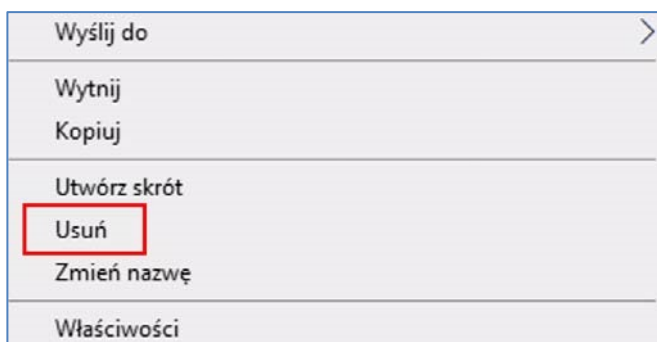 Wyślij do
Wytnij
Kopiuj
Utwórz skrót
Usuń
Zmień nazwę
Właściwości